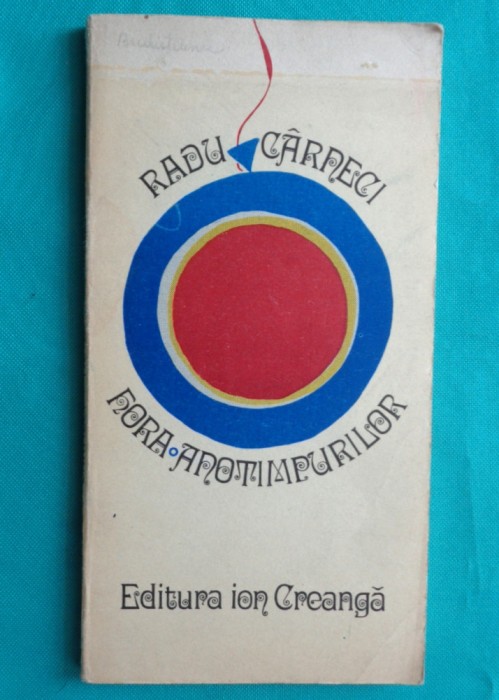 RADU CÂRNECI
HORA ANOTIMPURILOR
Editura ion Creangă